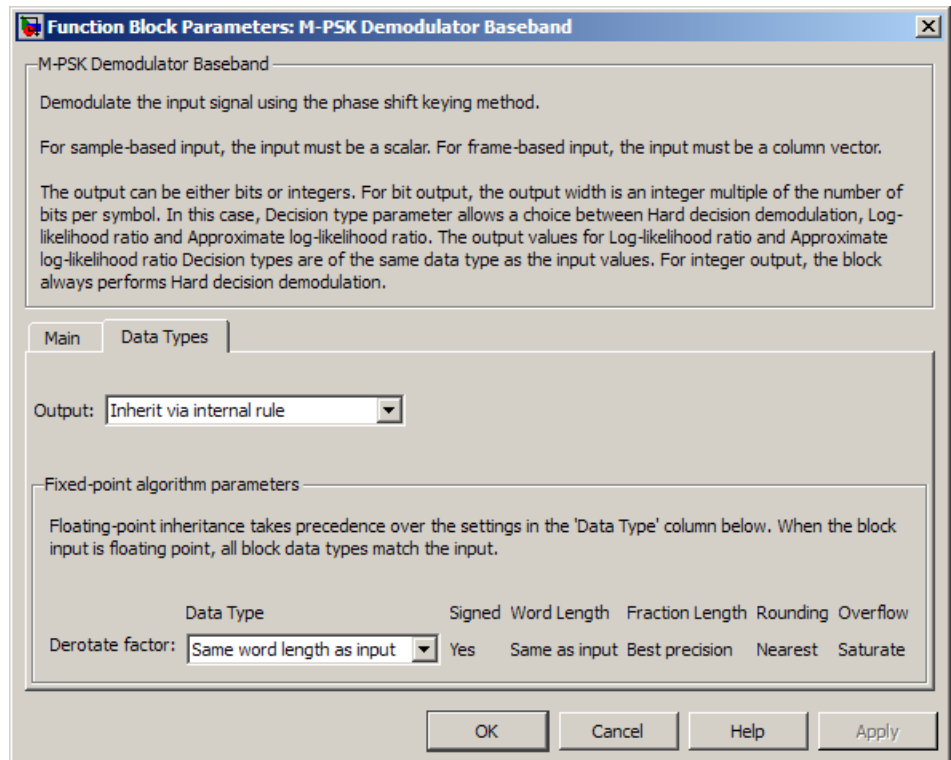 Function Block Parameters: M-PSK Demodulator Baseband
M-PSK Demodulator Baseband
Demodulate the input signal using the phase shift keying method.
For sample-based input, the input must be a scalar. For frame-based input, the input must be a column vector.
The output can be either bits or integers. For bit output, the output width is an integer multiple of the number of
bits per symbol. In this case, Decision type parameter allows a choice between Hard decision demodulation, Log-
likelihood ratio and Approximate log-likelihood ratio. The output values for Log-likelihood ratio and Approximate
log-likelihood ratio Decision types are of the same data type as the input values. For integer output, the block
always performs Hard decision demodulation.
Main Data Types
Output: Inherit via internal rule
Fixed-point algorithm parameters
Floating-point inheritance takes precedence over the settings in the 'Data Type' column below. When the block
input is floating point, all block data types match the input.
Data Type Signed Word Length Fraction Length Rounding Overflow
Derotate factor: Same word length as input Yes Same as input Best precision Nearest Saturate
OK Cancel Help Apply